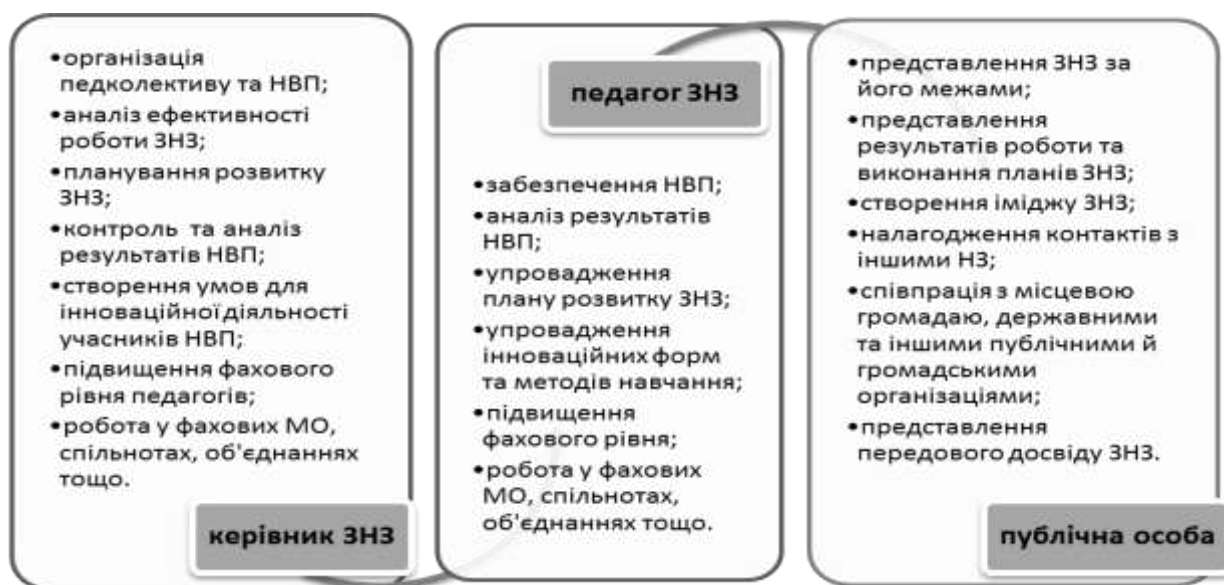 •організація
педколективу та НВП;
•аналіз ефективності
роботи ЗНЗ;
•планування розвитку
ЗНЗ;
•контроль та аналіз
результатів НВП;
•створення умов для
інноваційної діяльності
учасників НВП;
•підвищення фахового
рівня педагогів;
•робота у фахових МО,
спільнотах, об'єднаннях
тощо.
керівник ЗНЗ
педагог ЗНЗ
•забезпечення НВП;
•аналіз результатів
НВП;
•упровадження
плану розвитку ЗНЗ;
•упровадження
інноваційних форм
та методів навчання;
•підвищення
фахового рівня;
•робота у фахових
МО, спільнотах,
об'єднаннях тощо.
•представлення ЗНЗ за
його межами;
•представлення
результатів роботи та
виконання планів ЗНЗ;
•створення іміджу ЗНЗ;
•налагодження контактів з
іншими НЗ;
•співпрація з місцевою
громадаю, державними
та іншими публічними й
громадськими
організаціями;
•представлення
передового досвіду ЗНЗ.
публічна особа